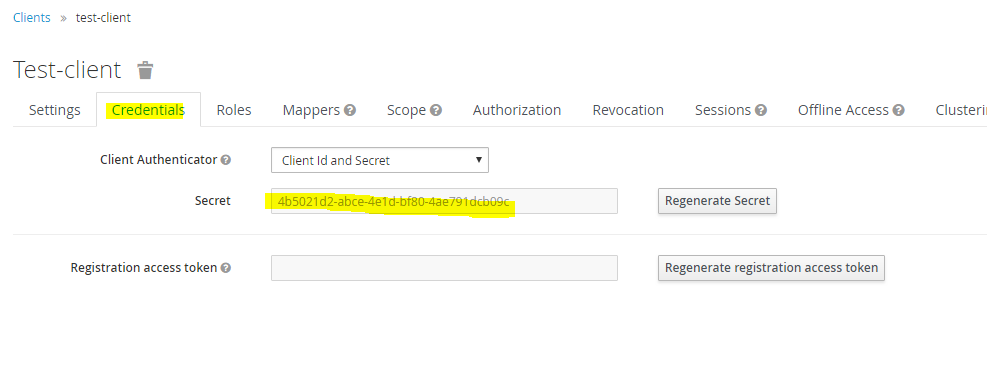 Clients » test-client
Test-client
Settings Credentials Roles Mappers Scope Authorization Revocation Sessions Offline Access Clusterin
Client Authenticator Client Id and Secret
Secret 4b5021d2-abce-4e1d-bf80-4ae791dcb09c Regenerate Secret
Registration access token Regenerate registration access token